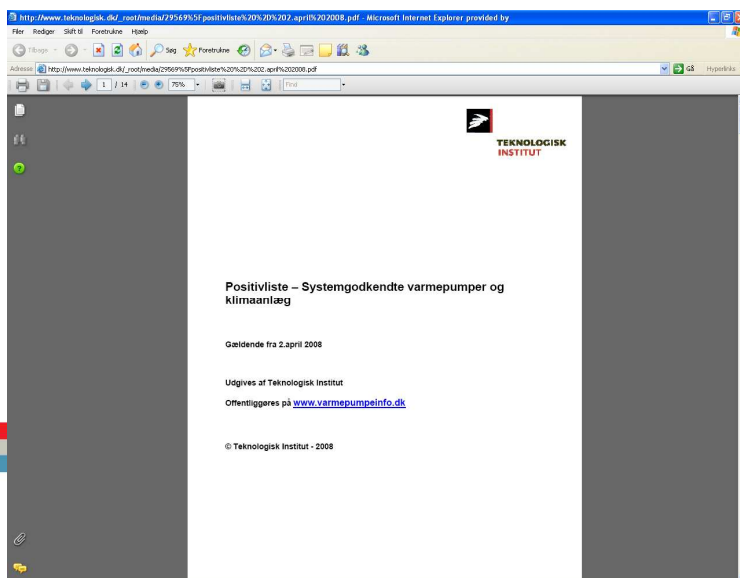 http://www.teknologisk.dk/_root/media/29569%5Fpositivliste%20%2D%202.april%202008.pdf - Microsoft Internet Explorer provided by
Filer Rediger Skift til Foretrukne Hjælp
Tilbage Søg Foretrukne
Adresse http://www.teknologisk.dk/_root/media/29569%5Fpositivliste%20%2D%202.april%202008.pdf Gå Hyperlinks
1 / 14 75% Find
TEKNOLOGISK
INSTITUT
Positivliste – Systemgodkendte varmepumper og
klimaanlæg
Gældende fra 2.april 2008
Udgives af Teknologisk Institut
Offentliggøres på www.varmepumpeinfo.dk
© Teknologisk Institut - 2008